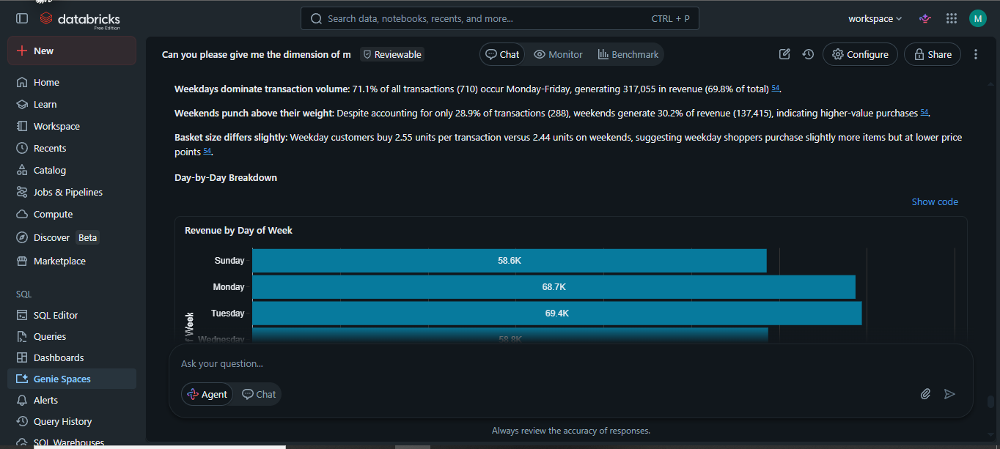 databricks
Free Edition
Search data, notebooks, recents, and more...
CTRL + P
workspace
M
New
Home
Learn
Workspace
Recents
Catalog
Jobs & Pipelines
Compute
Discover Beta
Marketplace
SQL
SQL Editor
Queries
Dashboards
Genie Spaces
Alerts
Query History
SQL Warehouses
Can you please give me the dimension of m
Reviewable
Chat
Monitor
Benchmark
Configure
Share
Weekdays dominate transaction volume: 71.1% of all transactions (710) occur Monday-Friday, generating 317,055 in revenue (69.8% of total) 54.
Weekends punch above their weight: Despite accounting for only 28.9% of transactions (288), weekends generate 30.2% of revenue (137,415), indicating higher-value purchases 54.
Basket size differs slightly: Weekday customers buy 2.55 units per transaction versus 2.44 units on weekends, suggesting weekday shoppers purchase slightly more items but at lower price
points 54.
Day-by-Day Breakdown
Show code
Revenue by Day of Week
Sunday 58.6K
Monday 68.7K
Tuesday 69.4K
Wednesday 58.8K
f Week
Ask your question...
Agent
Chat
Always review the accuracy of responses.